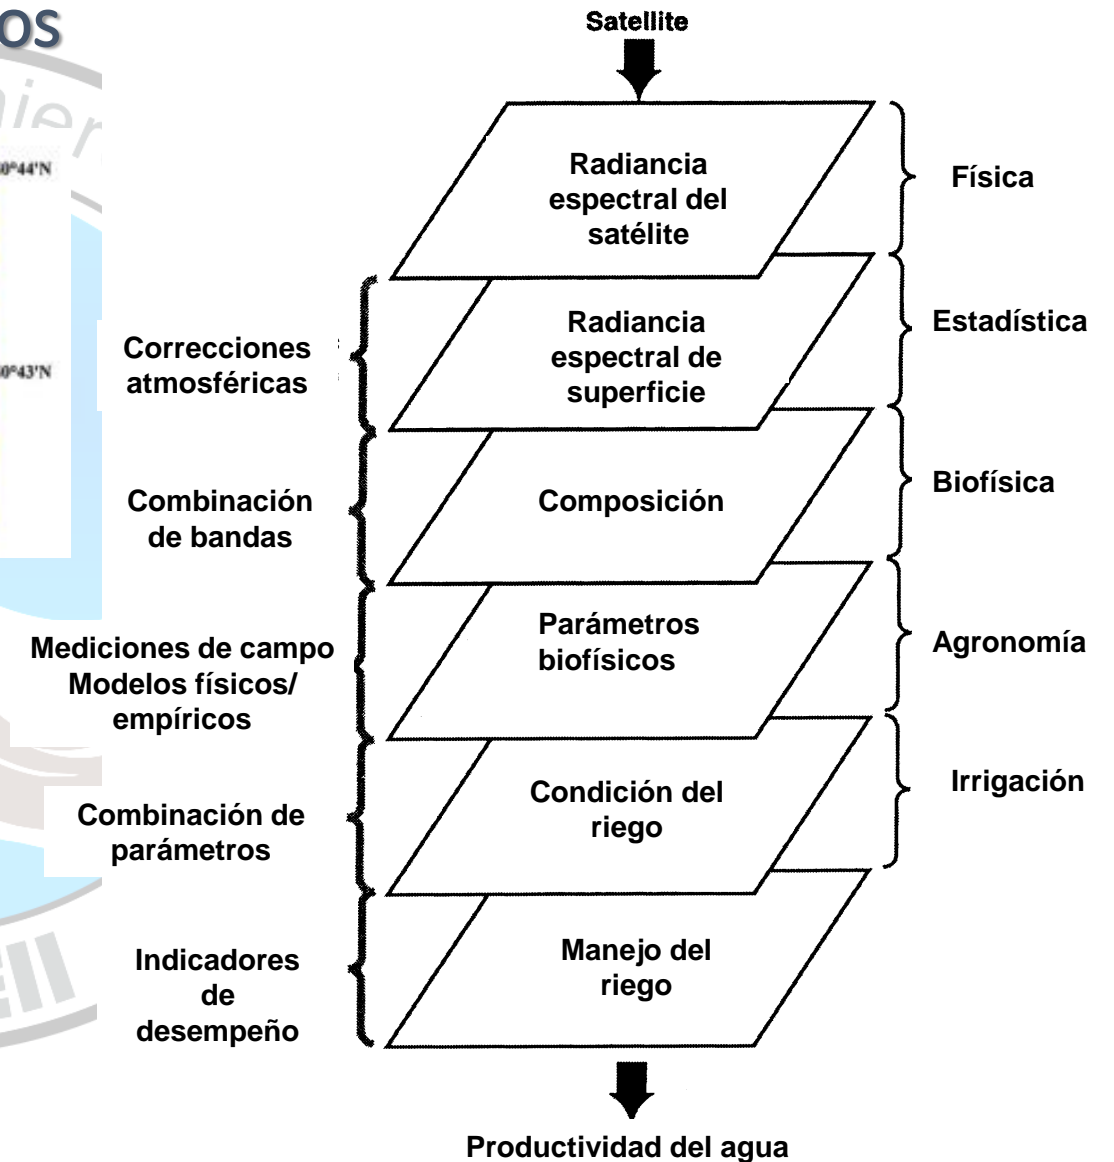 OS
Satellite
0°44'N
Radiancia
espectral del
satélite
Física
Radiancia
espectral de
superficie
Estadística
Correcciones
atmosféricas
0°43'N
Composición
Biofísica
Combinación
de bandas
Parámetros
biofísicos
Agronomía
Mediciones de campo
Modelos físicos/
empíricos
Condición del
riego
Irrigación
Combinación de
parámetros
Manejo del
riego
Indicadores
de
desempeño
Productividad del agua